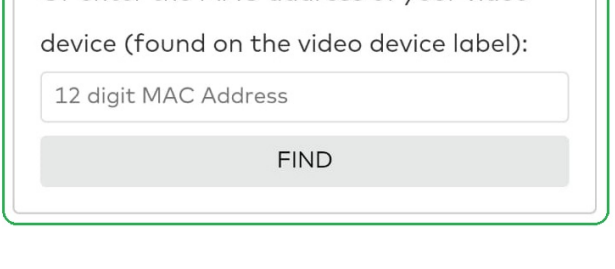 device (found on the video device label):
12 digit MAC Address
FIND